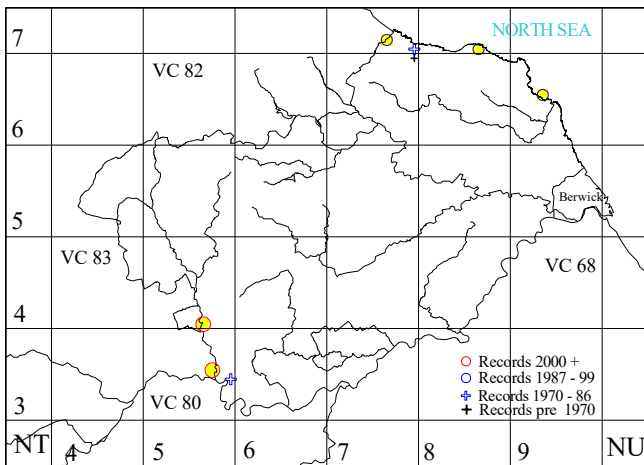 NORTH SEA
7
VC 82
6
Berwick
5
VC 83
VC 68
4
Records 2000 +
Records 1987 - 99
Records 1970 - 86
Records pre 1970
VC 80
3
NT 4 5 6 7 8 9 NU